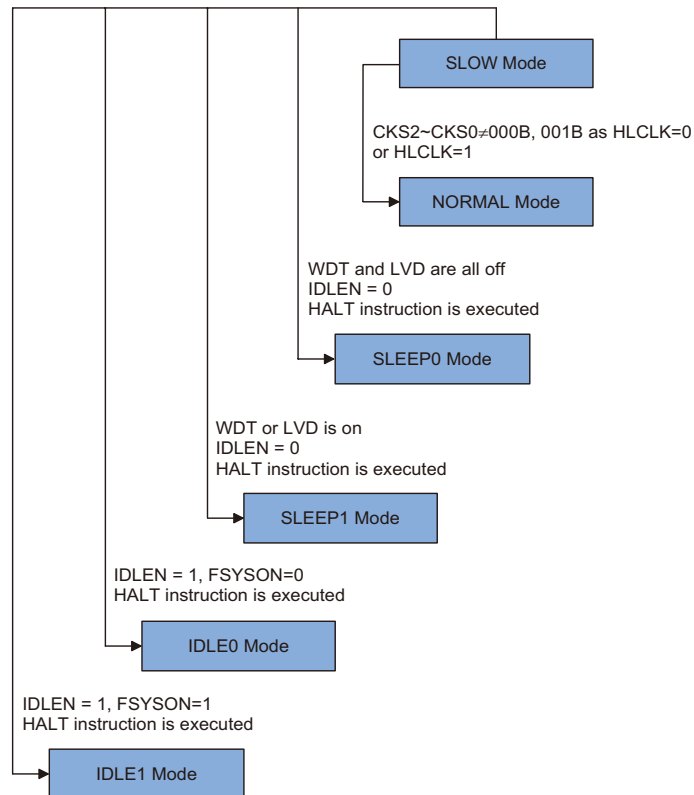 SLOW Mode
CKS2~CKS0≠000B, 001B as HLCLK=0
or HLCLK=1
NORMAL Mode
WDT and LVD are all off
IDLEN = 0
HALT instruction is executed
SLEEP0 Mode
WDT or LVD is on
IDLEN = 0
HALT instruction is executed
SLEEP1 Mode
IDLEN = 1, FSYSON=0
HALT instruction is executed
IDLE0 Mode
IDLEN = 1, FSYSON=1
HALT instruction is executed
IDLE1 Mode